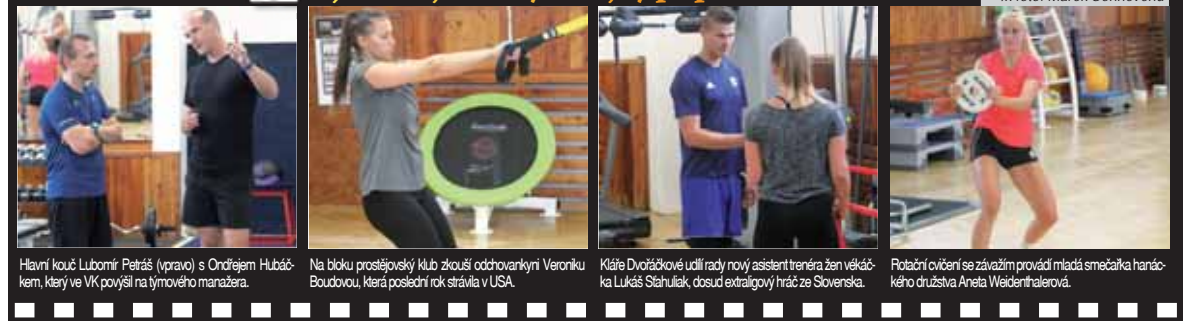 Hlavní kouč Lubomír Petráš (vpravo) s Ondřejem Hubáč-
kem, který ve VK povýšil na týmového manažera.
Na bloku prostějovský klub zkouší odchovankyni Veroniku
Boudovou, která poslední rok strávila v USA.
Kláře Dvořáčkové udílí rady nový asistent trenéra žen vékáč-
ka Lukáš Sťahuliak, dosud extraligový hráč ze Slovenska.
Rotační cvičení se závažím provádí mladá smečařka hanác-
kého družstva Aneta Weidenthalerová.